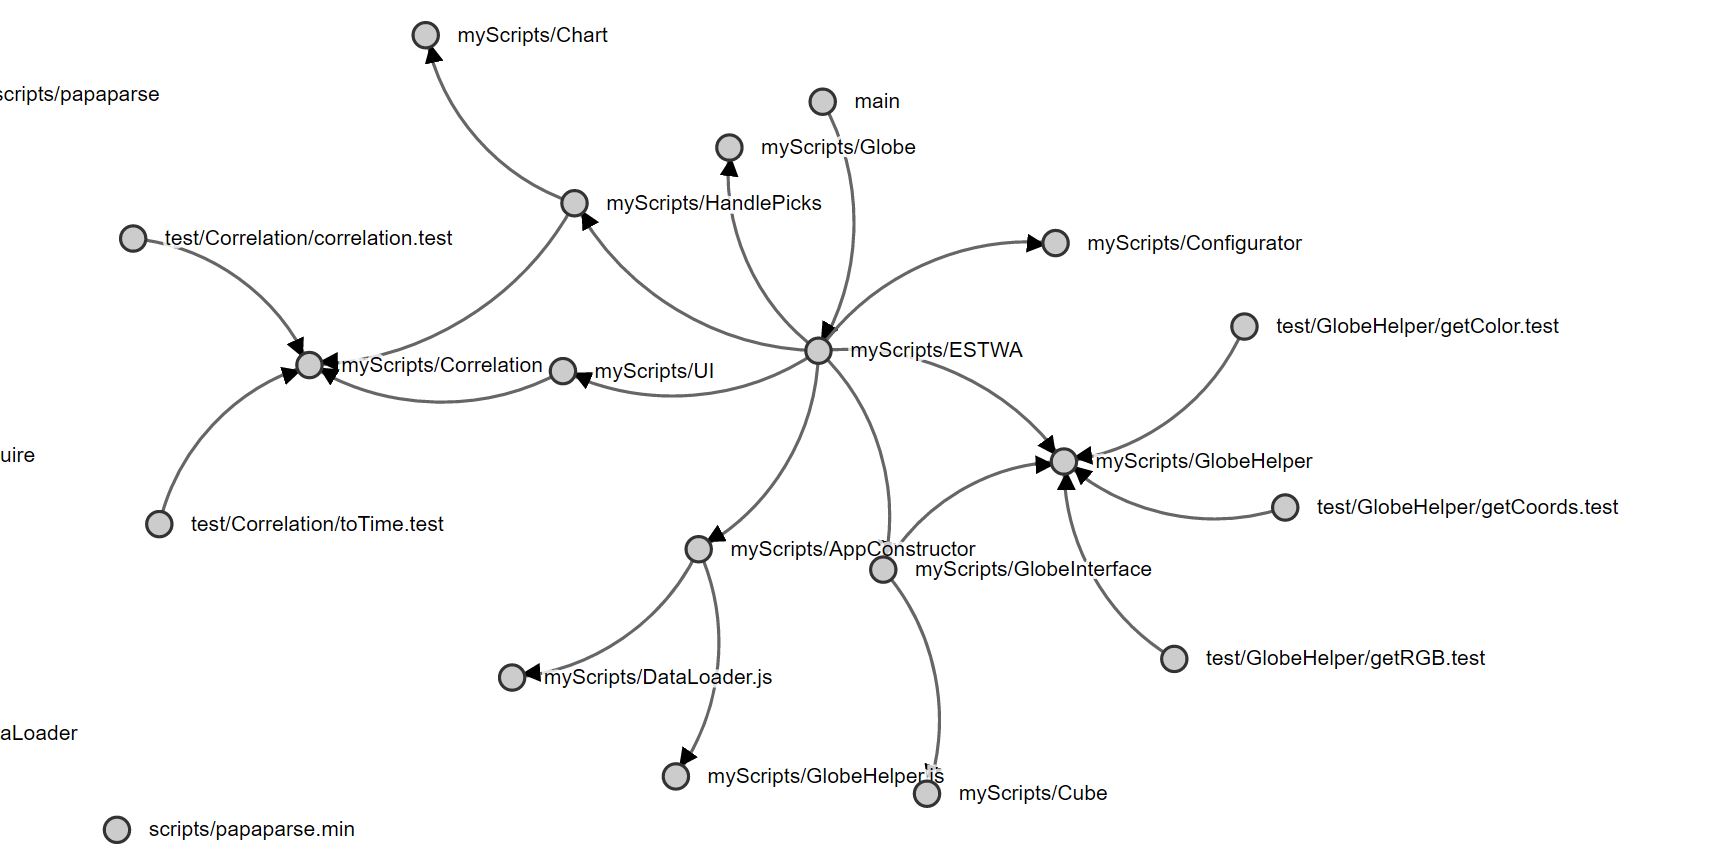 myScripts/Chart
scripts/papaparse
main
myScripts/Globe
myScripts/HandlePicks
test/Correlation/correlation.test
myScripts/Configurator
test/GlobeHelper/getColor.test
myScripts/ESTWA
myScripts/Correlation
myScripts/UI
uire
myScripts/GlobeHelper
test/GlobeHelper/getCoords.test
test/Correlation/toTime.test
myScripts/AppConstructor
myScripts/GlobeInterface
test/GlobeHelper/getRGB.test
myScripts/DataLoader.js
aLoader
myScripts/GlobeHelper.js
myScripts/Cube
scripts/papaparse.min